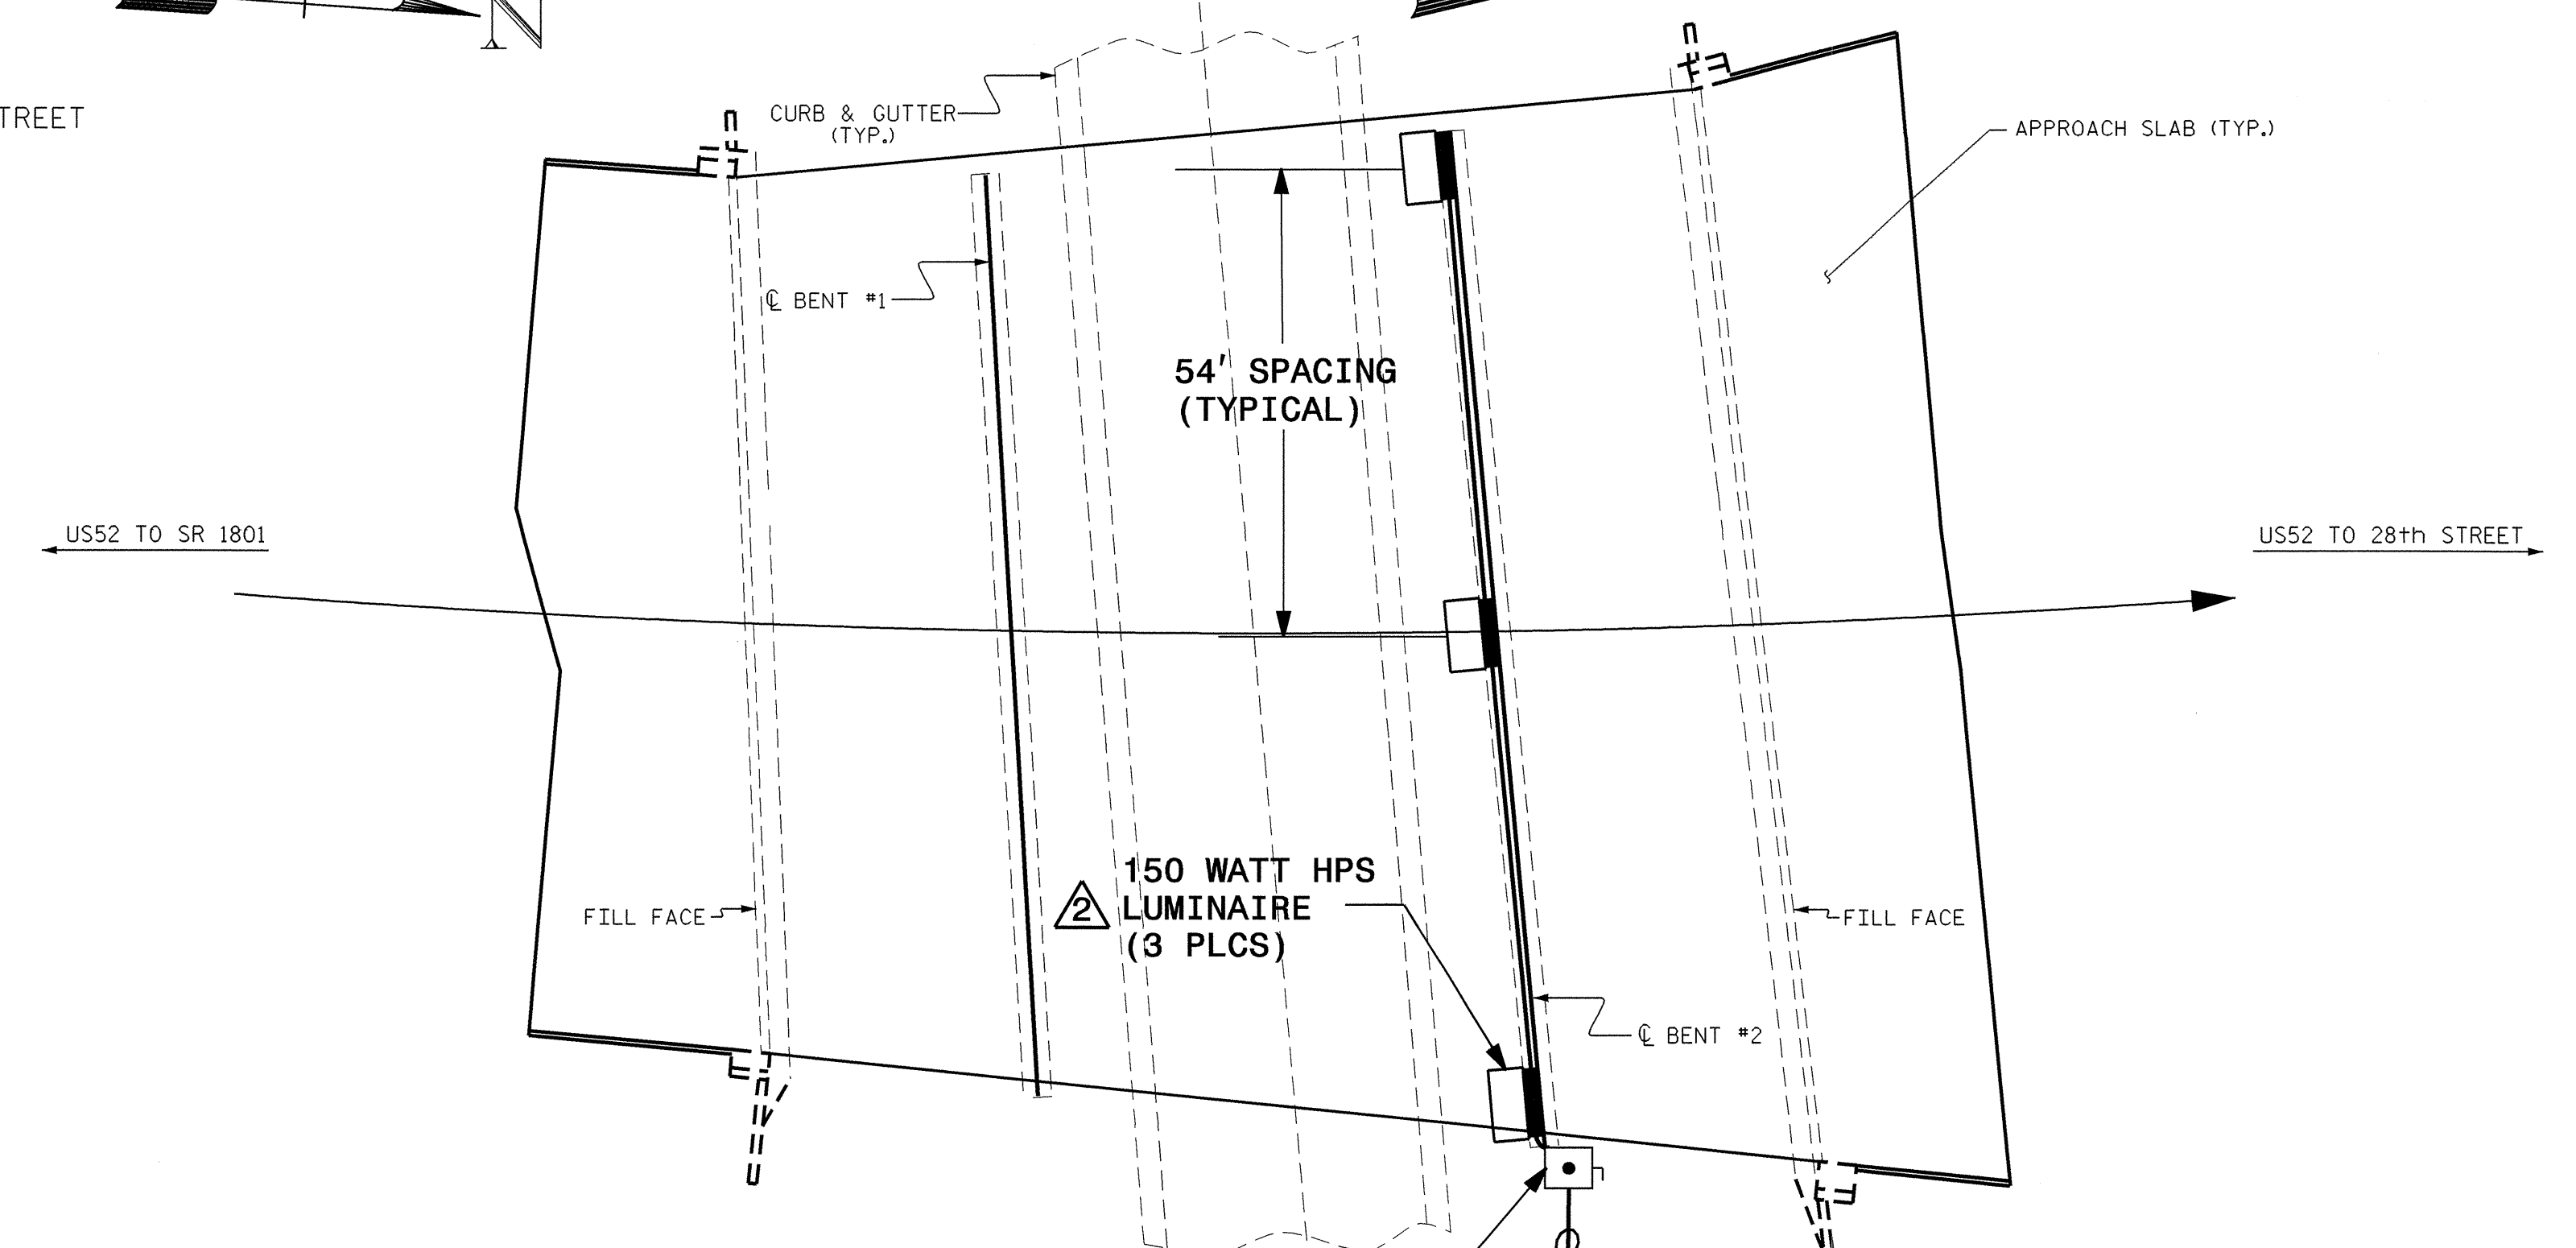 TREET
CURB & GUTTER
(TYP.)
APPROACH SLAB (TYP.)
℄ BENT #1
54' SPACING
(TYPICAL)
US52 TO SR 1801
US52 TO 28th STREET
150 WATT HPS
2 LUMINAIRE
(3 PLCS)
FILL FACE
FILL FACE
℄ BENT #2